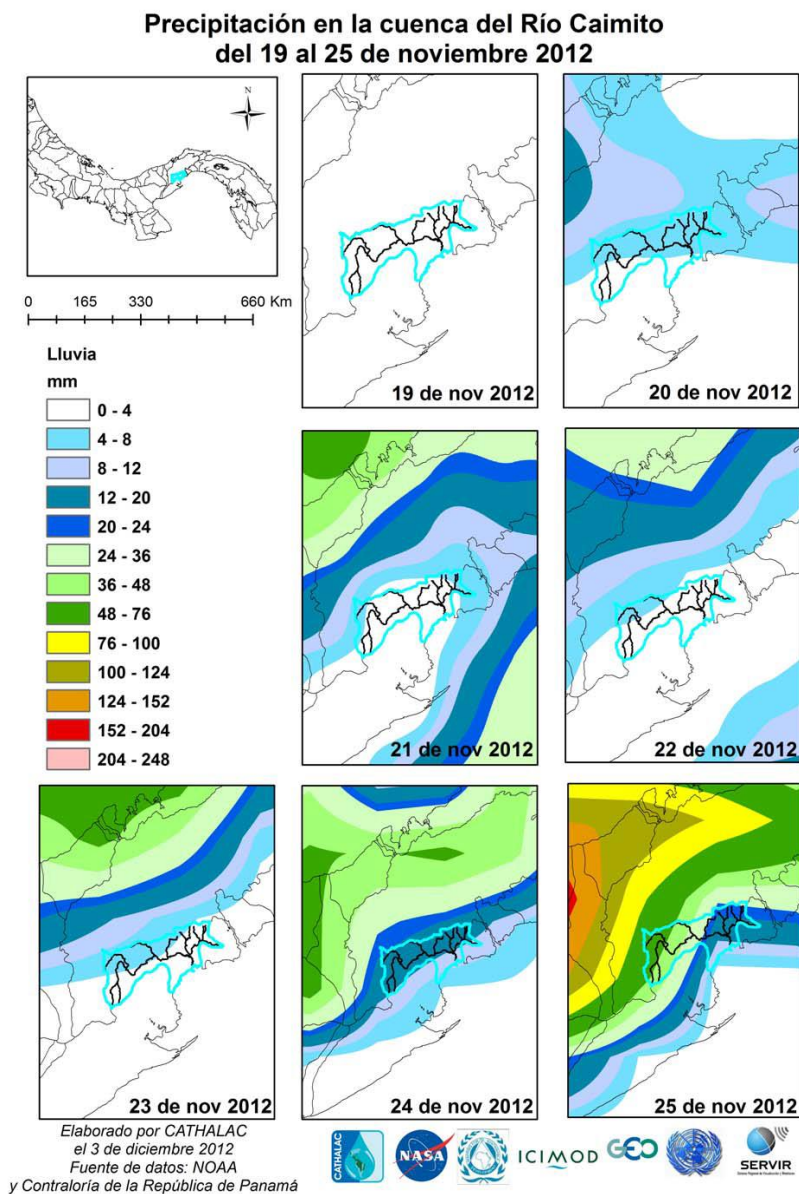 Precipitación en la cuenca del Río Caimito
del 19 al 25 de noviembre 2012
N
0 165 330 660 Km
Lluvia
mm
0 - 4
4 - 8
8 - 12
12 - 20
20 - 24
24 - 36
36 - 48
48 - 76
76 - 100
100 - 124
124 - 152
152 - 204
204 - 248
19 de nov 2012
20 de nov 2012
21 de nov 2012
22 de nov 2012
23 de nov 2012
24 de nov 2012
25 de nov 2012
Elaborado por CATHALAC
el 3 de diciembre 2012
Fuente de datos: NOAA
y Contraloría de la República de Panamá
CATHALAC
NASA
ICIMOD
GEO
SERVIR